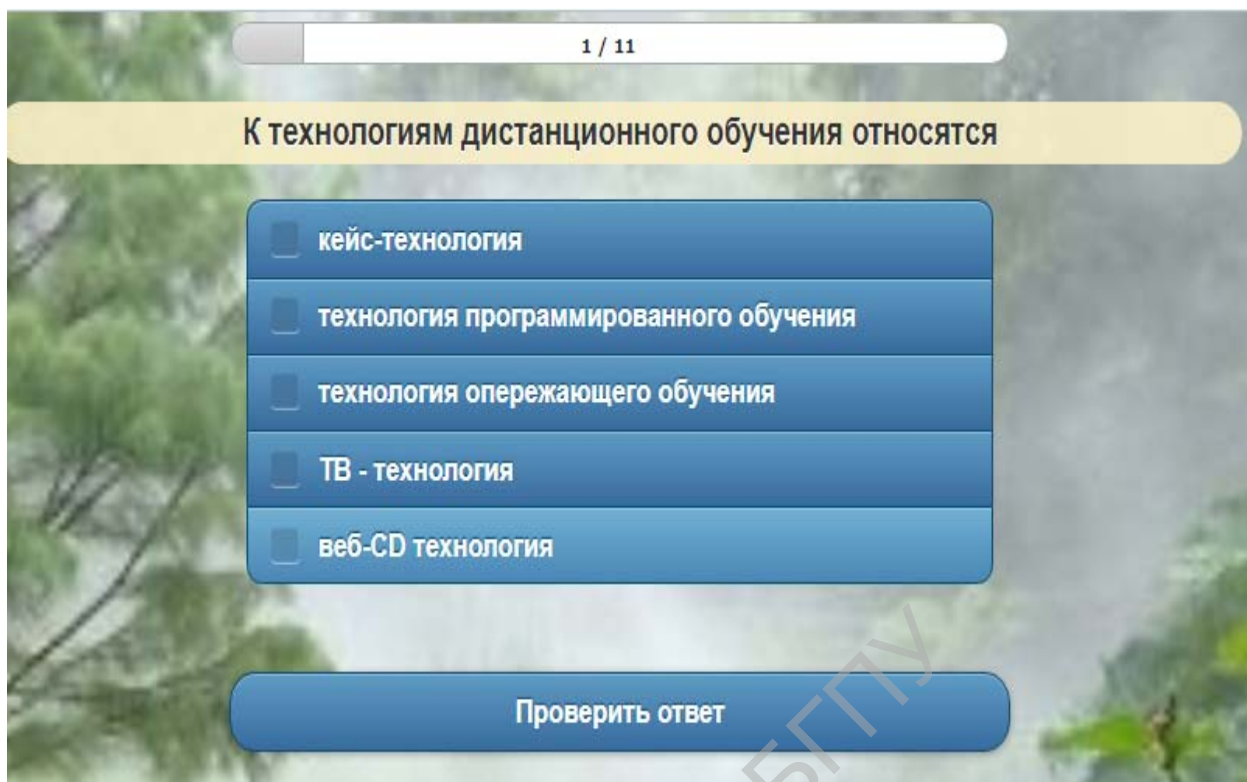 1 / 11
К технологиям дистанционного обучения относятся
кейс-технология
технология программированного обучения
технология опережающего обучения
ТВ - технология
веб-CD технология
Проверить ответ
БГПУ